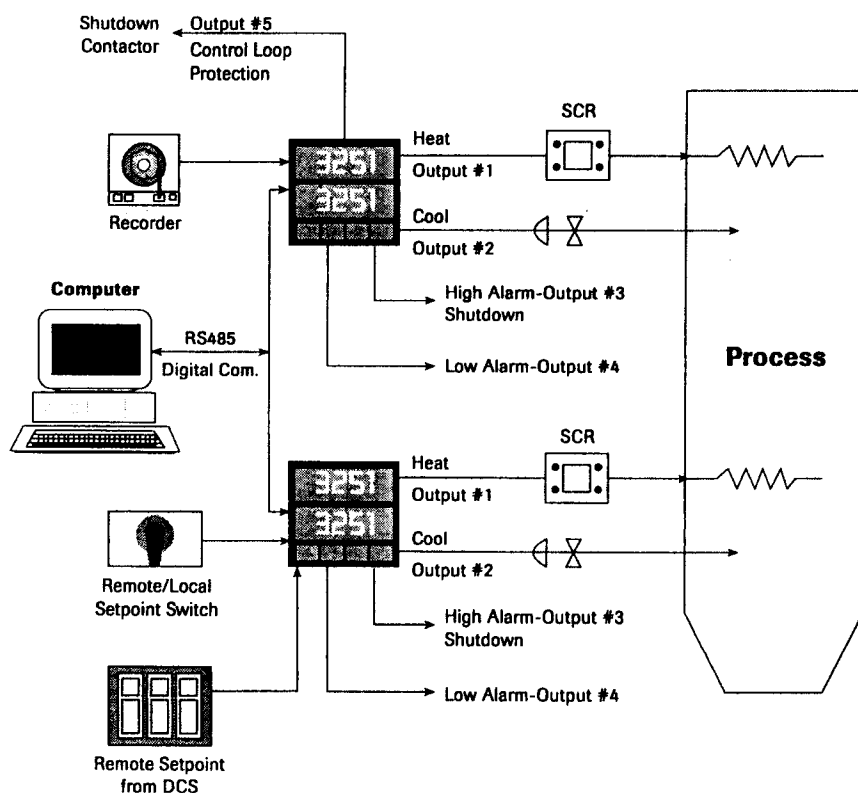 Shutdown
Contactor
Output #5
Control Loop
Protection
SCR
Heat
Output #1
3251
3251
Recorder
Cool
Output #2
High Alarm-Output #3
Shutdown
Computer
RS485
Digital Com.
Low Alarm-Output #4
Process
SCR
Heat
Output #1
3251
3251
Cool
Output #2
Remote/Local
Setpoint Switch
High Alarm-Output #3
Shutdown
Low Alarm-Output #4
Remote Setpoint
from DCS